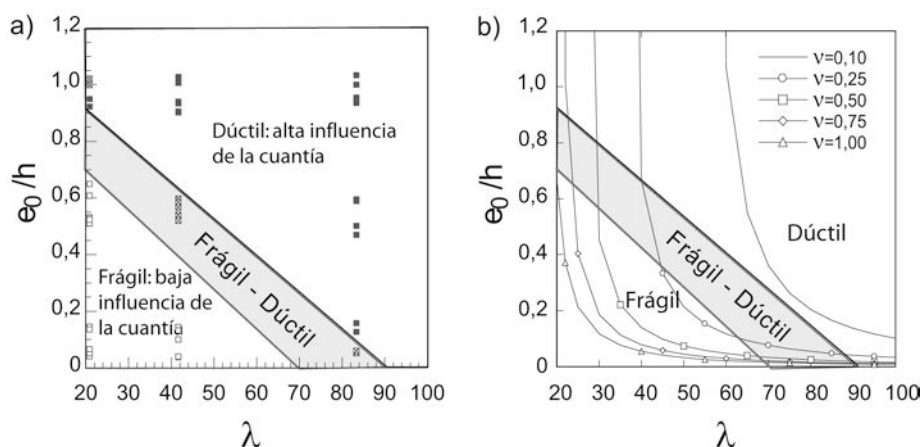 a)
1,2
1,0
0,8
0,6
0,4
0,2
0
e0/h
Dúctil: alta influencia
de la cuantía
Frágil - Dúctil
Frágil: baja
influencia de
la cuantía
20 30 40 50 60 70 80 90 100
λ
b)
1,2
1,0
0,8
0,6
0,4
0,2
0
e0/h
ν=0,10
ν=0,25
ν=0,50
ν=0,75
ν=1,00
Dúctil
Frágil - Dúctil
Frágil
20 30 40 50 60 70 80 90 100
λ